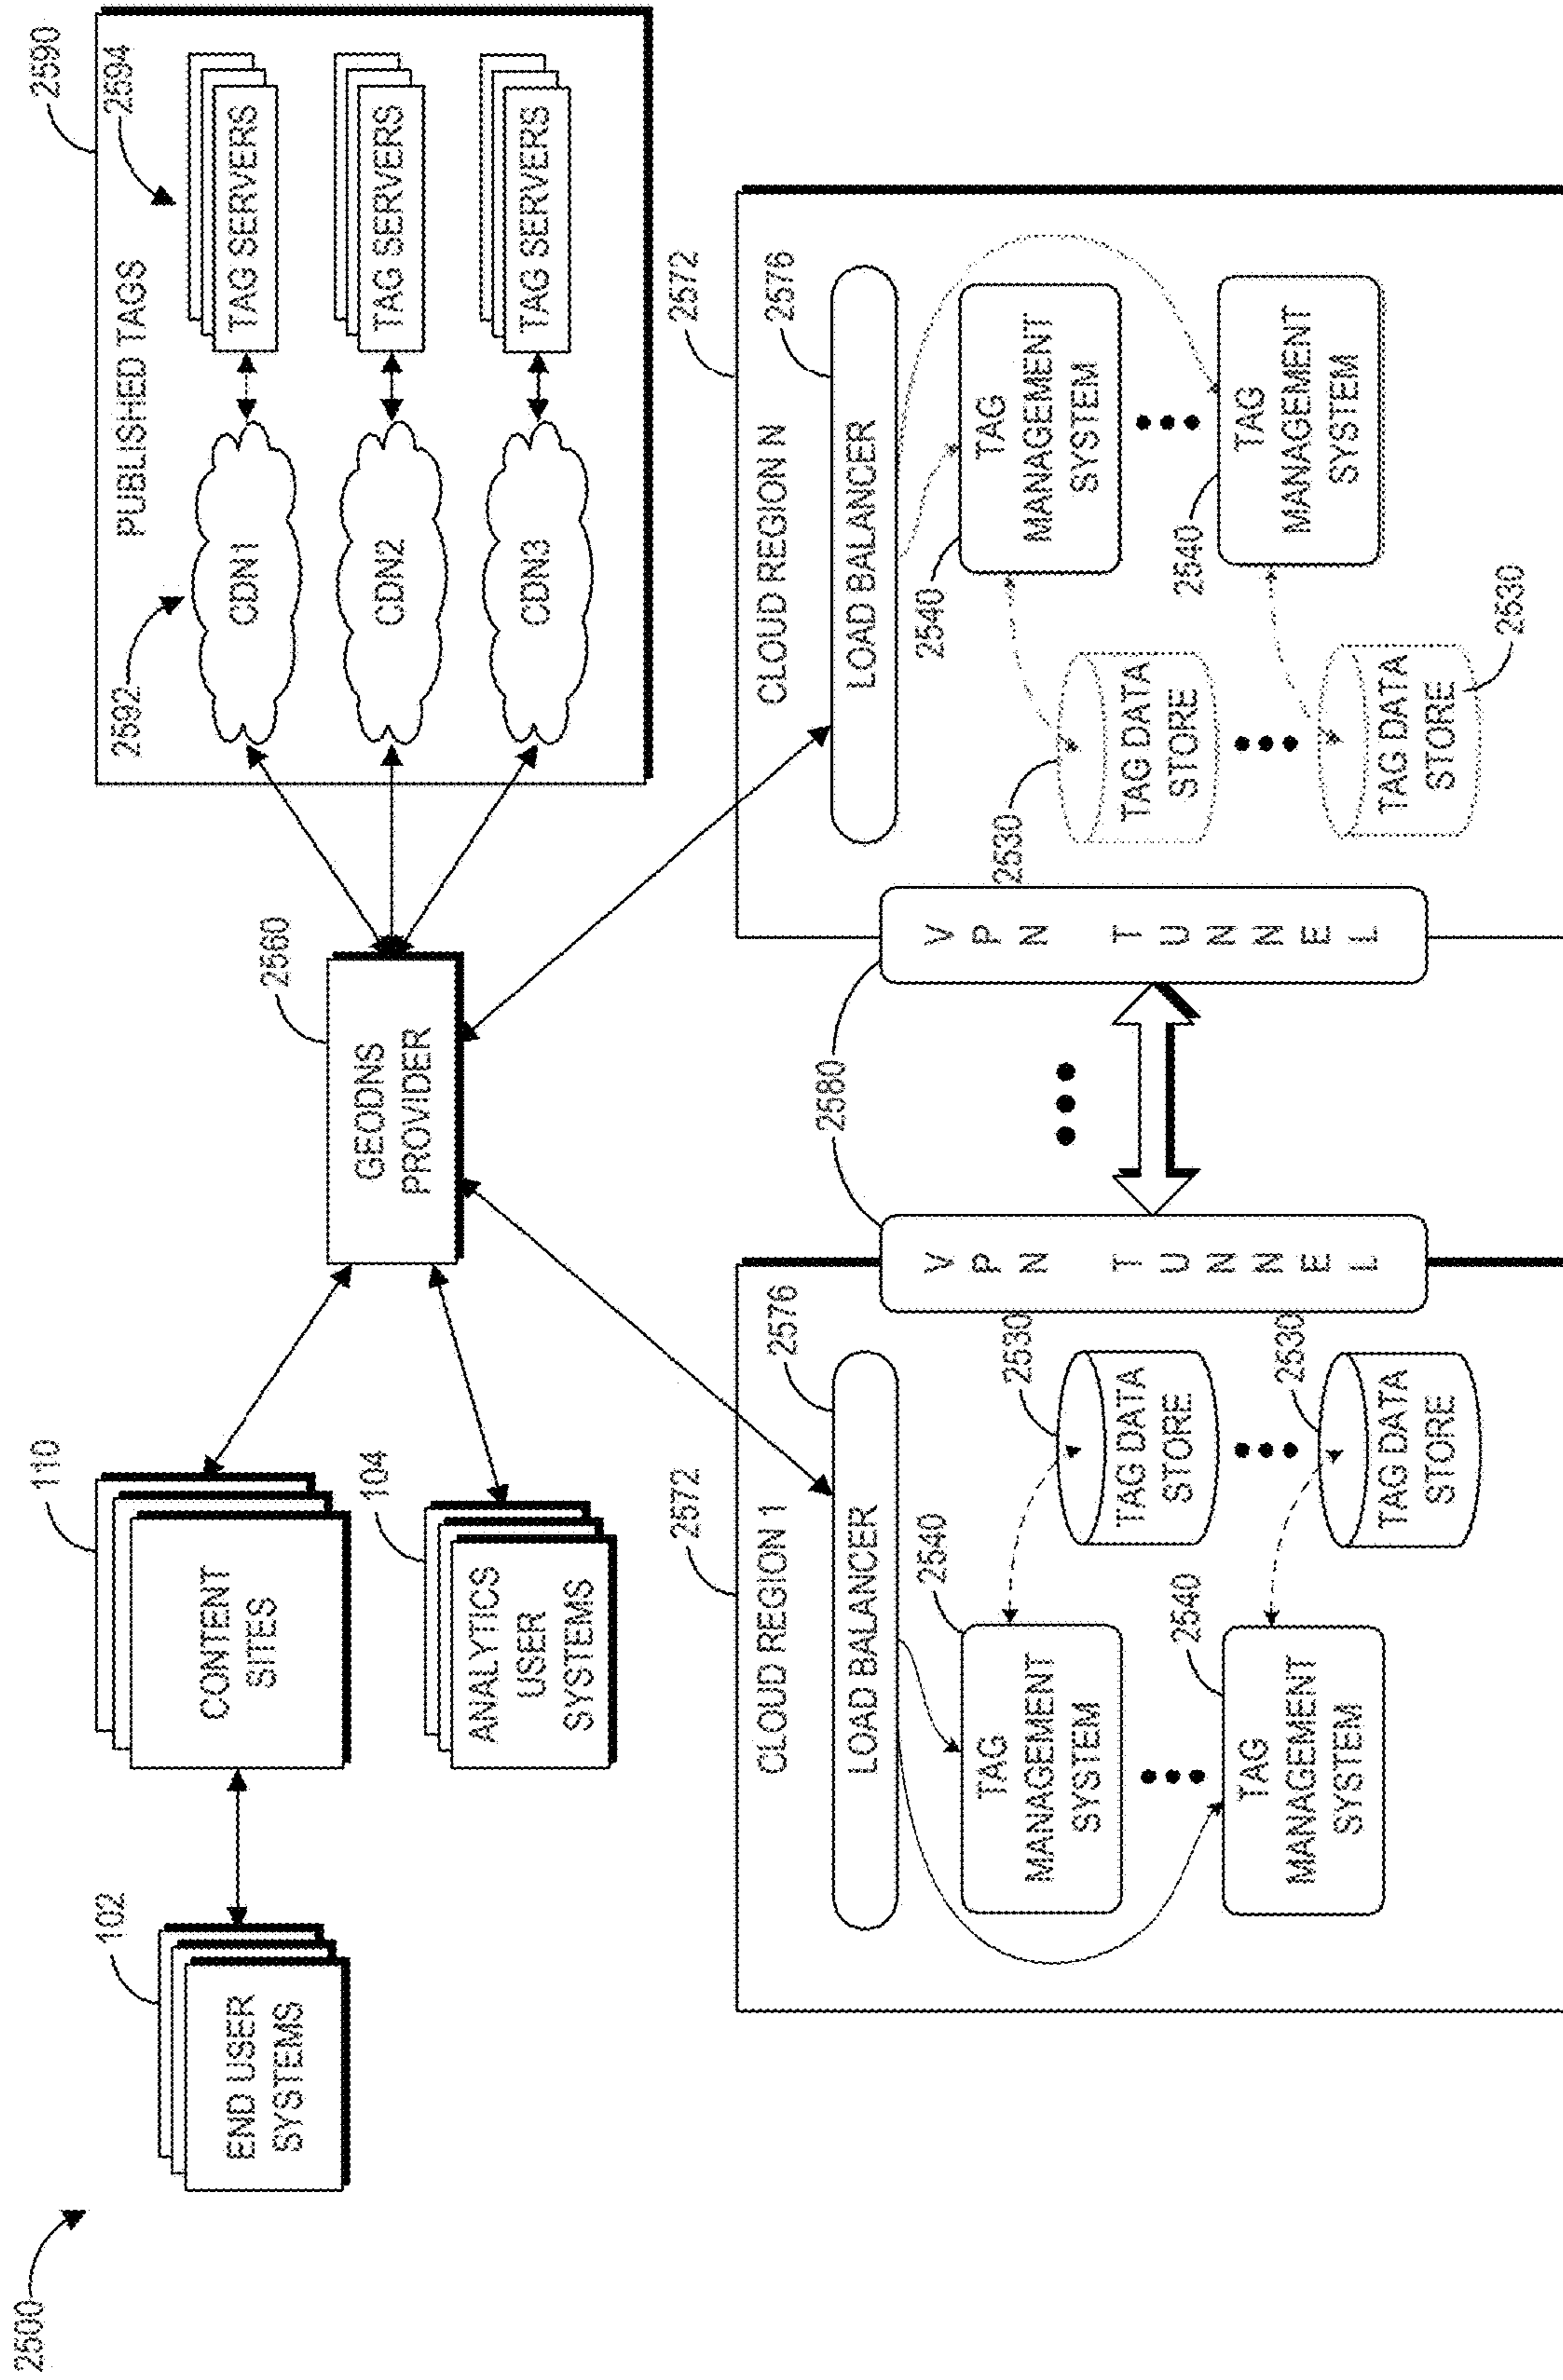 2500
102
END USER
SYSTEMS
110
CONTENT
SITES
104
ANALYTICS
USER
SYSTEMS
2560
GEODNS
PROVIDER
2590
PUBLISHED TAGS
2592
2594
CDN1
TAG SERVERS
CDN2
TAG SERVERS
CDN3
TAG SERVERS
2572
CLOUD REGION 1
2576
LOAD BALANCER
2540
TAG
MANAGEMENT
SYSTEM
2530
TAG DATA
STORE
2540
TAG
MANAGEMENT
SYSTEM
2530
TAG DATA
STORE
VPN TUNNEL
2580
VPN TUNNEL
2572
CLOUD REGION N
2576
LOAD BALANCER
2530
TAG DATA
STORE
2540
TAG
MANAGEMENT
SYSTEM
TAG DATA
STORE
2530
2540
TAG
MANAGEMENT
SYSTEM